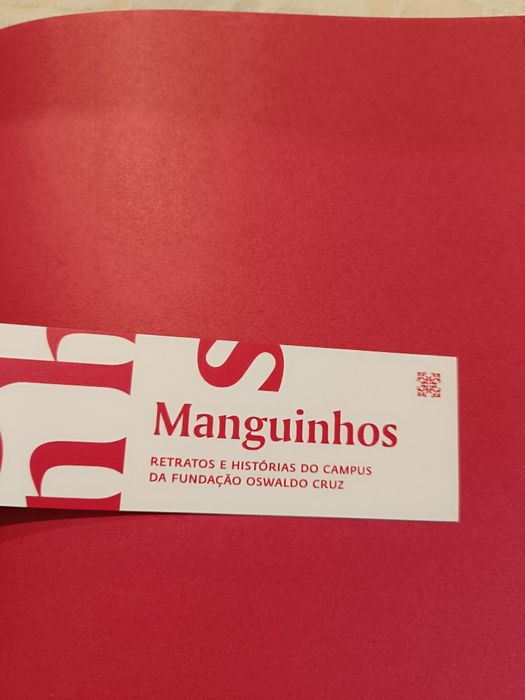 s
Manguinhos
RETRATOS E HISTÓRIAS DO CAMPUS
DA FUNDAÇÃO OSWALDO CRUZ